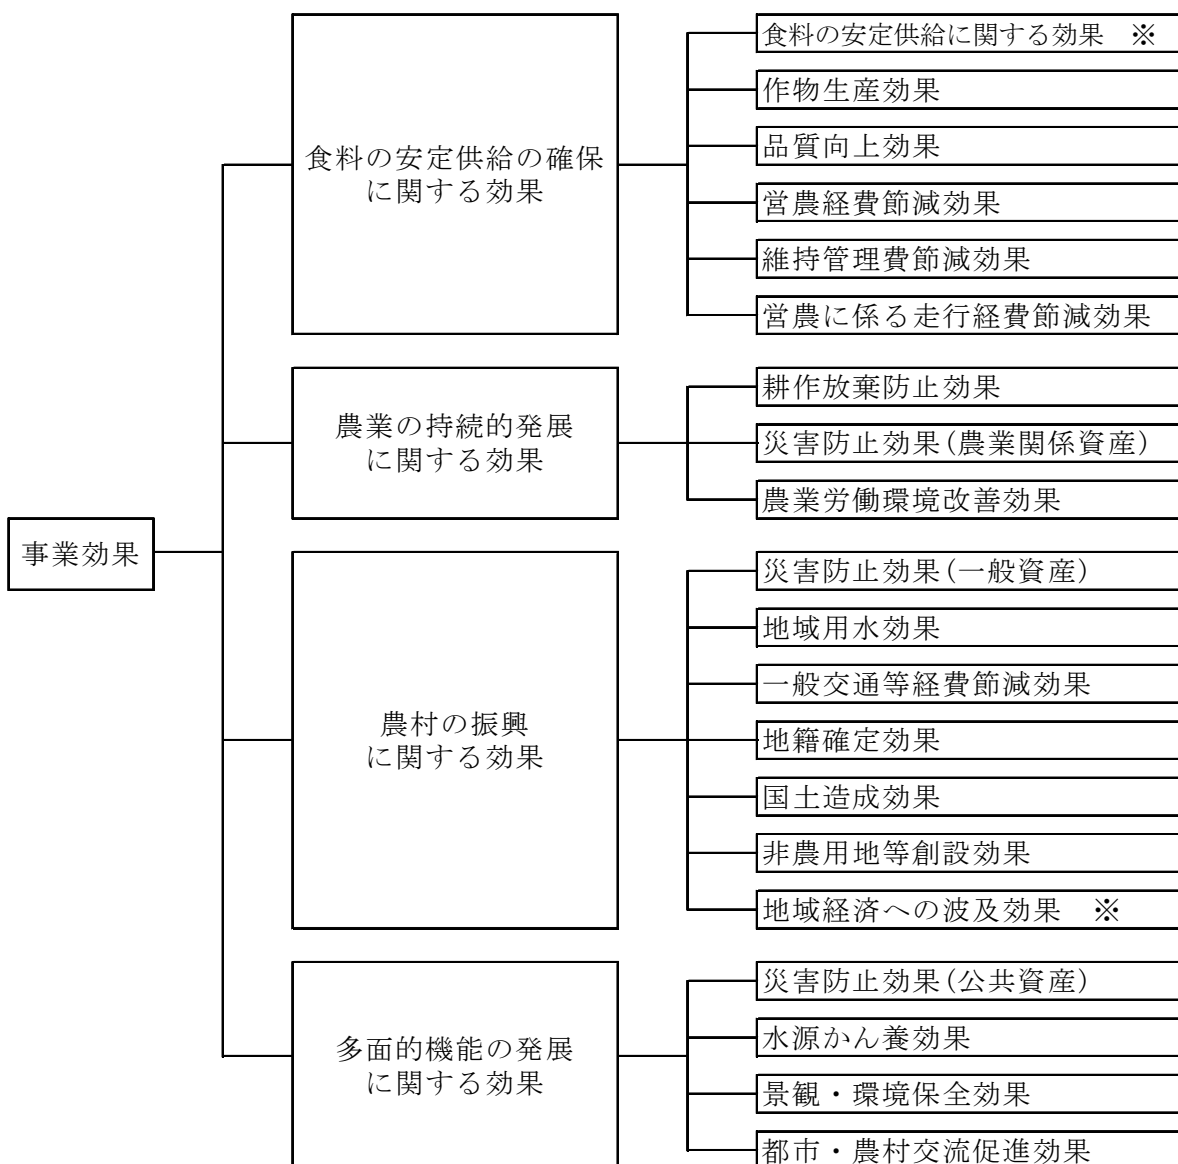 事業効果
食料の安定供給の確保
に関する効果
食料の安定供給に関する効果 ※
作物生産効果
品質向上効果
営農経費節減効果
維持管理費節減効果
営農に係る走行経費節減効果
農業の持続的発展
に関する効果
耕作放棄防止効果
災害防止効果(農業関係資産)
農業労働環境改善効果
農村の振興
に関する効果
災害防止効果(一般資産)
地域用水効果
一般交通等経費節減効果
地籍確定効果
国土造成効果
非農用地等創設効果
地域経済への波及効果 ※
多面的機能の発展
に関する効果
災害防止効果(公共資産)
水源かん養効果
景観・環境保全効果
都市・農村交流促進効果